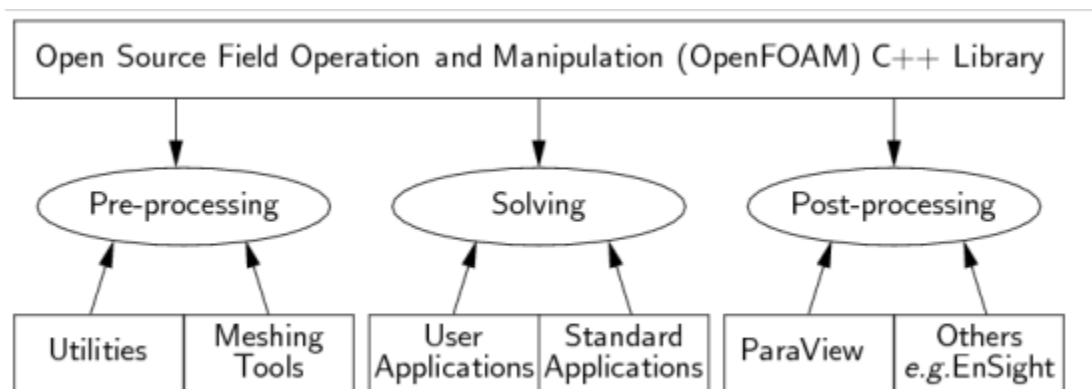 Open Source Field Operation and Manipulation (OpenFOAM) C++ Library
Pre-processing
Solving
Post-processing
Utilities
Meshing
Tools
User
Applications
Standard
Applications
ParaView
Others
e.g.EnSight